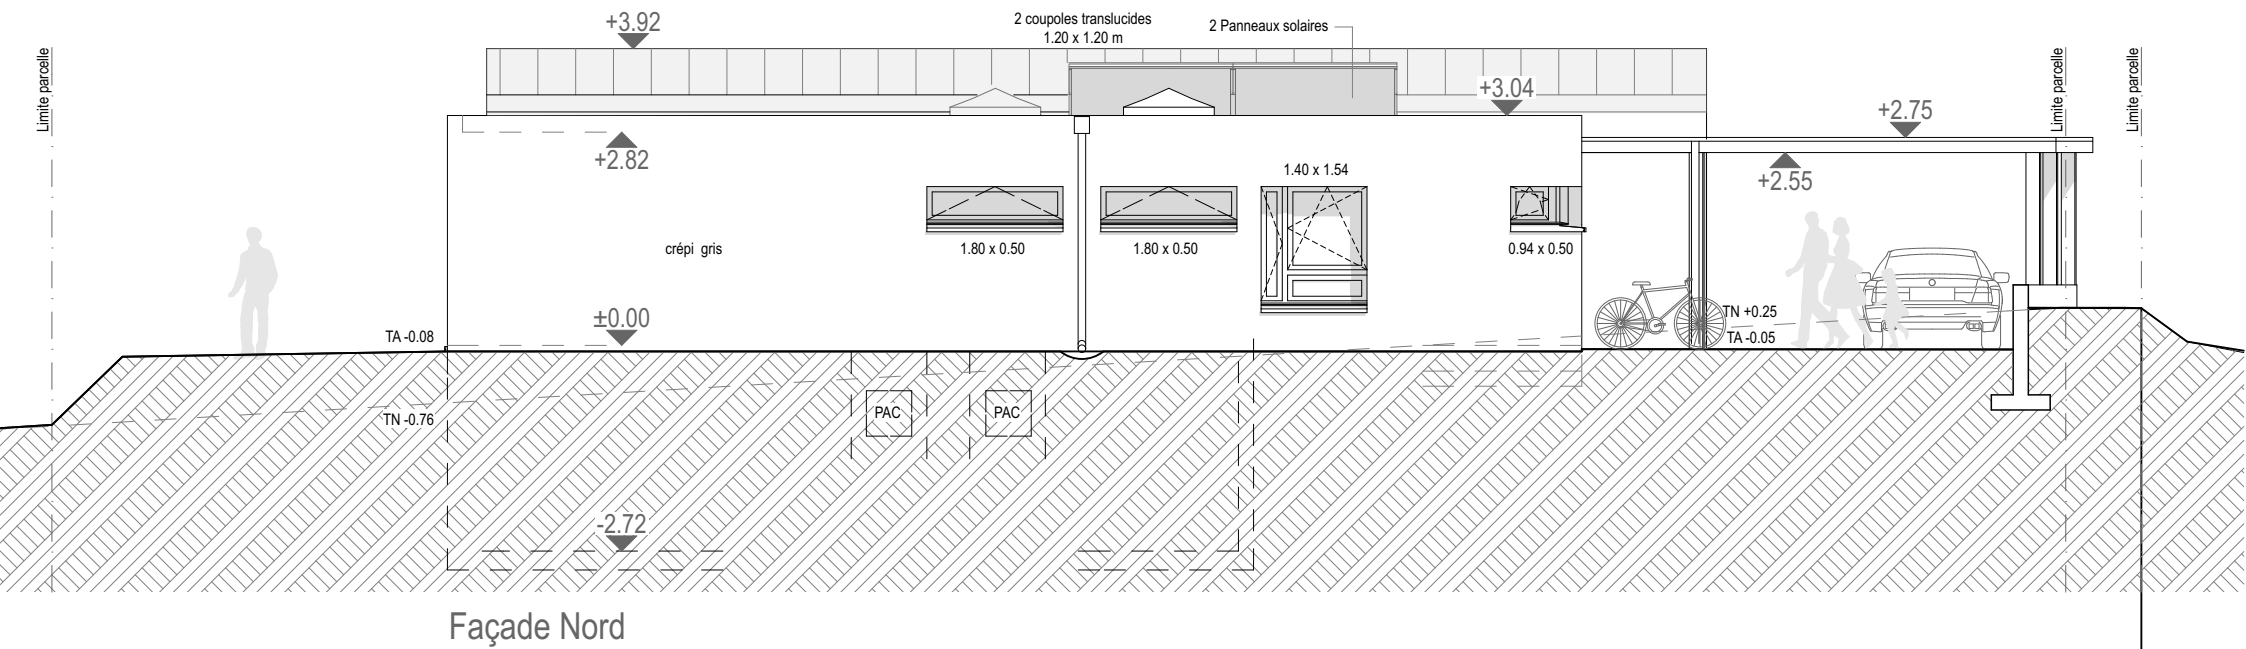 +3.92
2 coupoles translucides
1.20 x 1.20 m
2 Panneaux solaires
Limite parcelle
Limite parcelle
Limite parcelle
+3.04
+2.75
+2.82
+2.55
1.40 x 1.54
crépi gris
1.80 x 0.50
1.80 x 0.50
0.94 x 0.50
±0.00
TA -0.08
TN +0.25
TA -0.05
TN -0.76
PAC
PAC
-2.72
Façade Nord